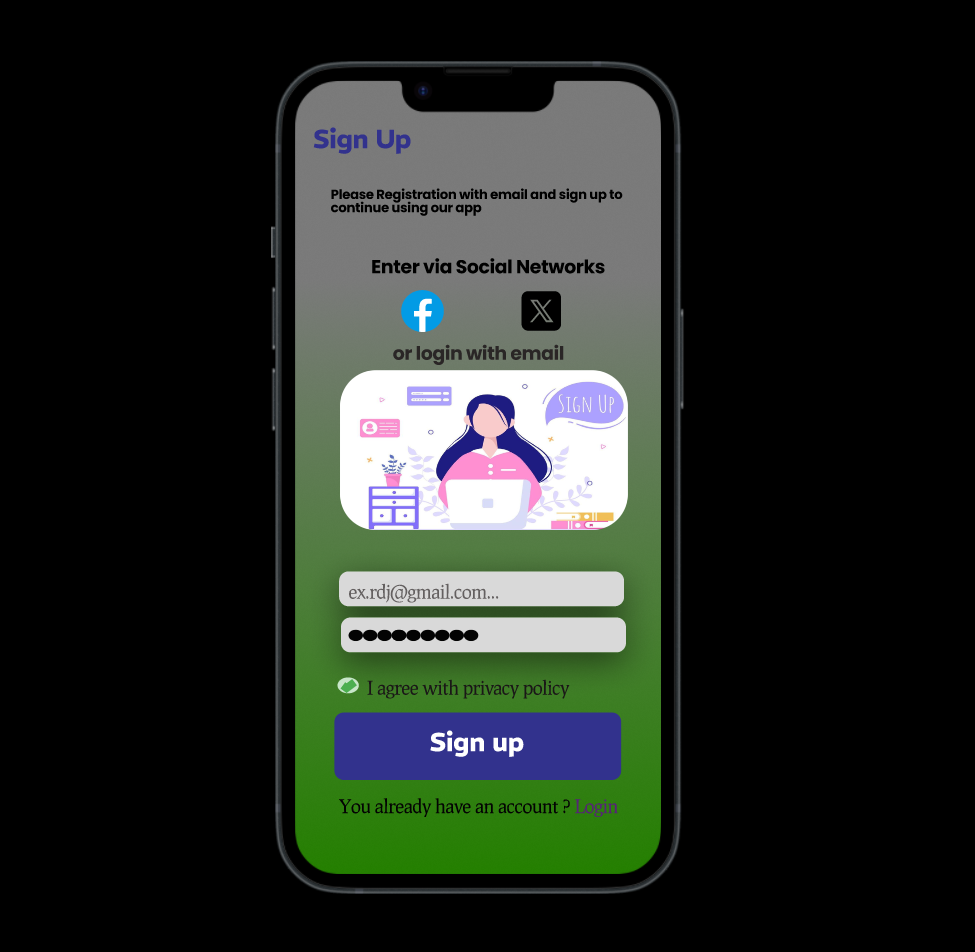 Sign Up
Please Registration with email and sign up to
continue using our app
Enter via Social Networks
or login with email
SIGN UP
ex.rdj@gmail.com...
I agree with privacy policy
Sign up
You already have an account ? Login